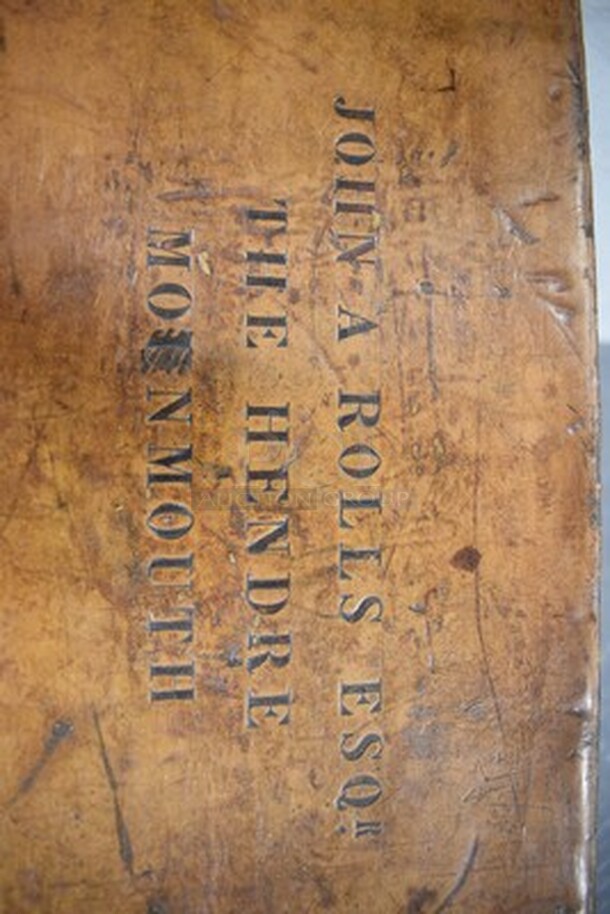 JOHN A ROLLS ESQR
THE HENDRE
MONMOUTH